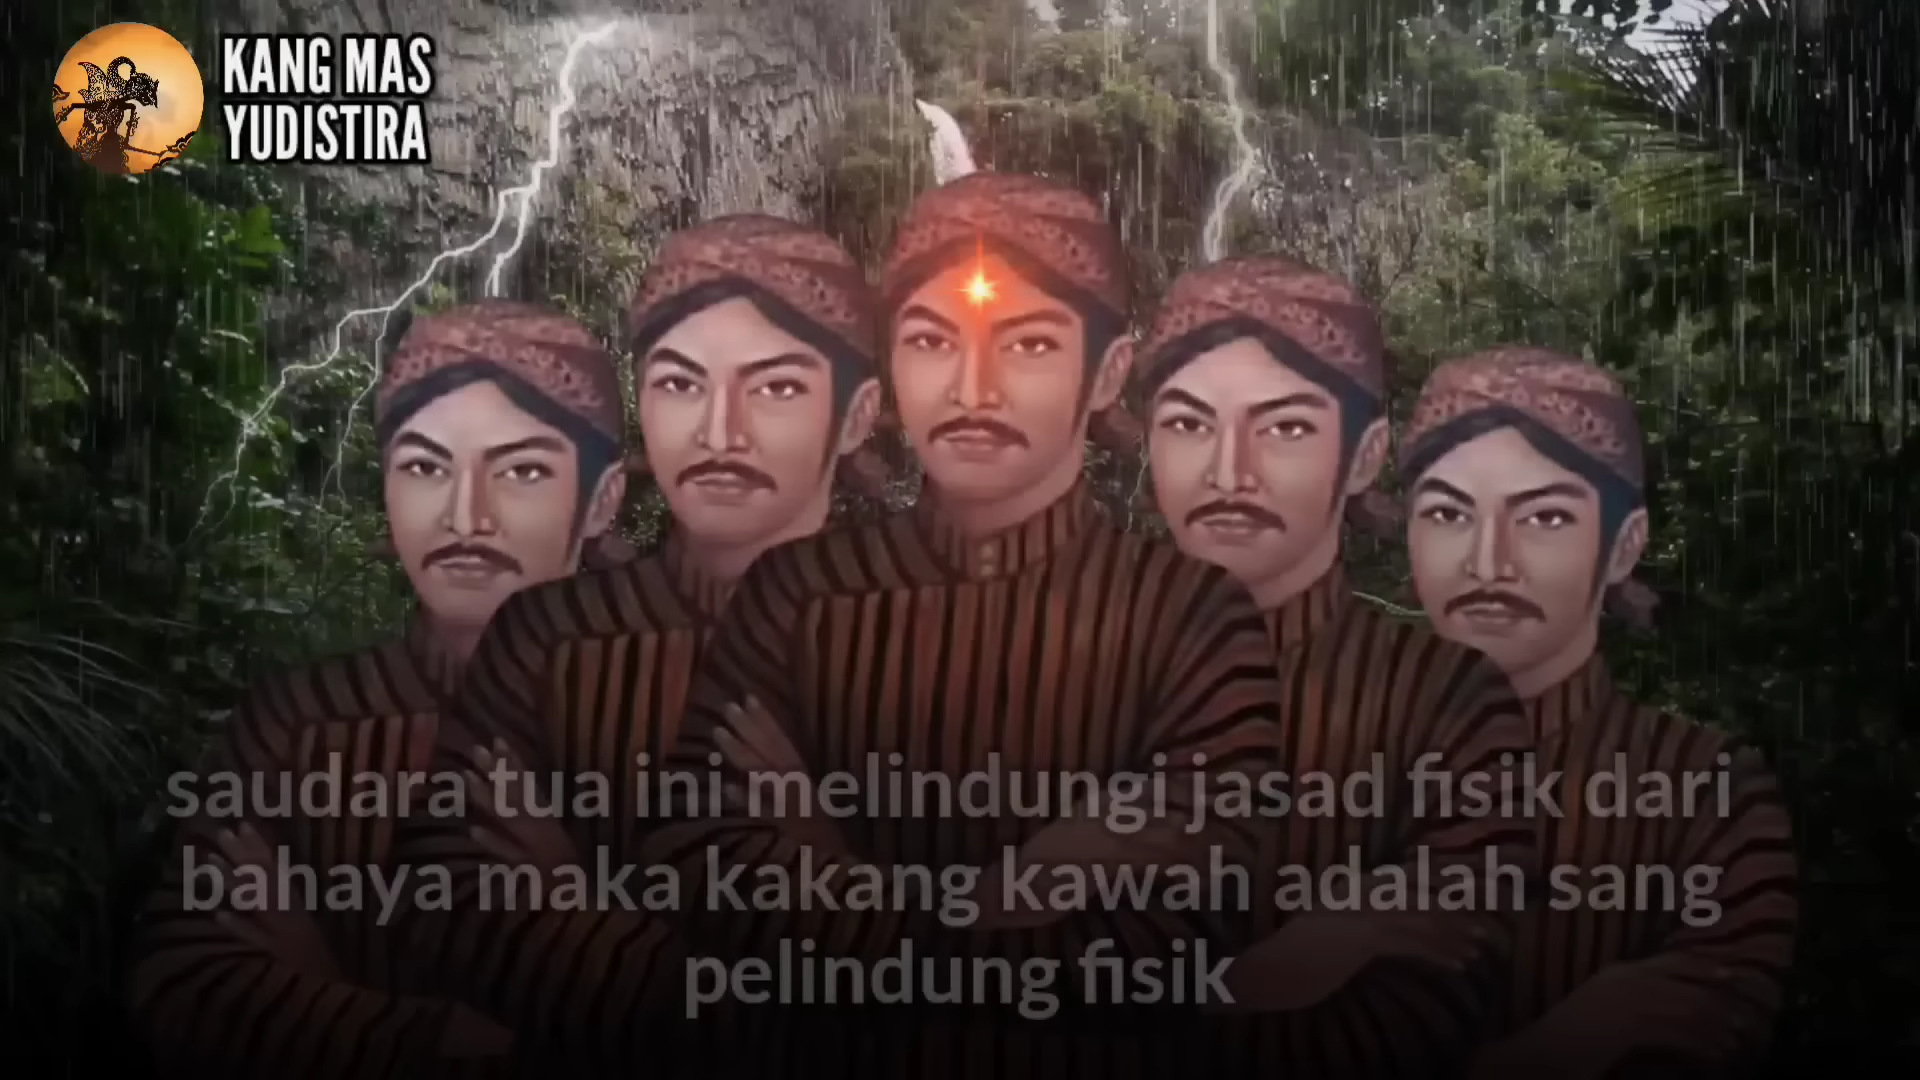 KANG MAS
YUDISTIRA
saudara tua ini melindungi jasad fisik dari
bahaya maka kakang kawah adalah sang
pelindung fisik